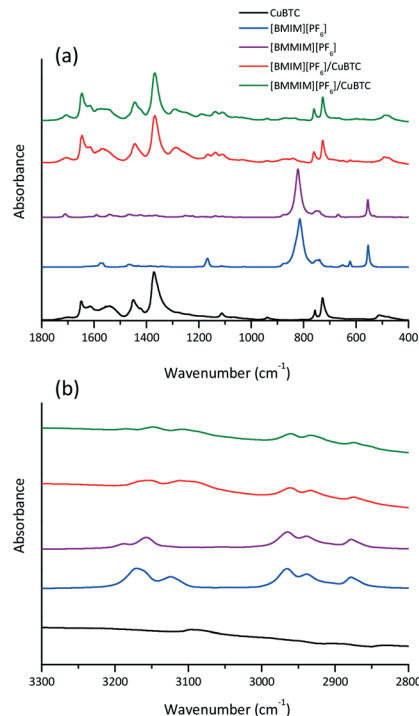 CuBTC
[BMIM][PF6]
[BMMIM][PF6]
[BMIM][PF6]/CuBTC
[BMMIM][PF6]/CuBTC
(a)
Absorbance
1800 1600 1400 1200 1000 800 600 400
Wavenumber (cm-1)
(b)
Absorbance
3300 3200 3100 3000 2900 2800
Wavenumber (cm-1)